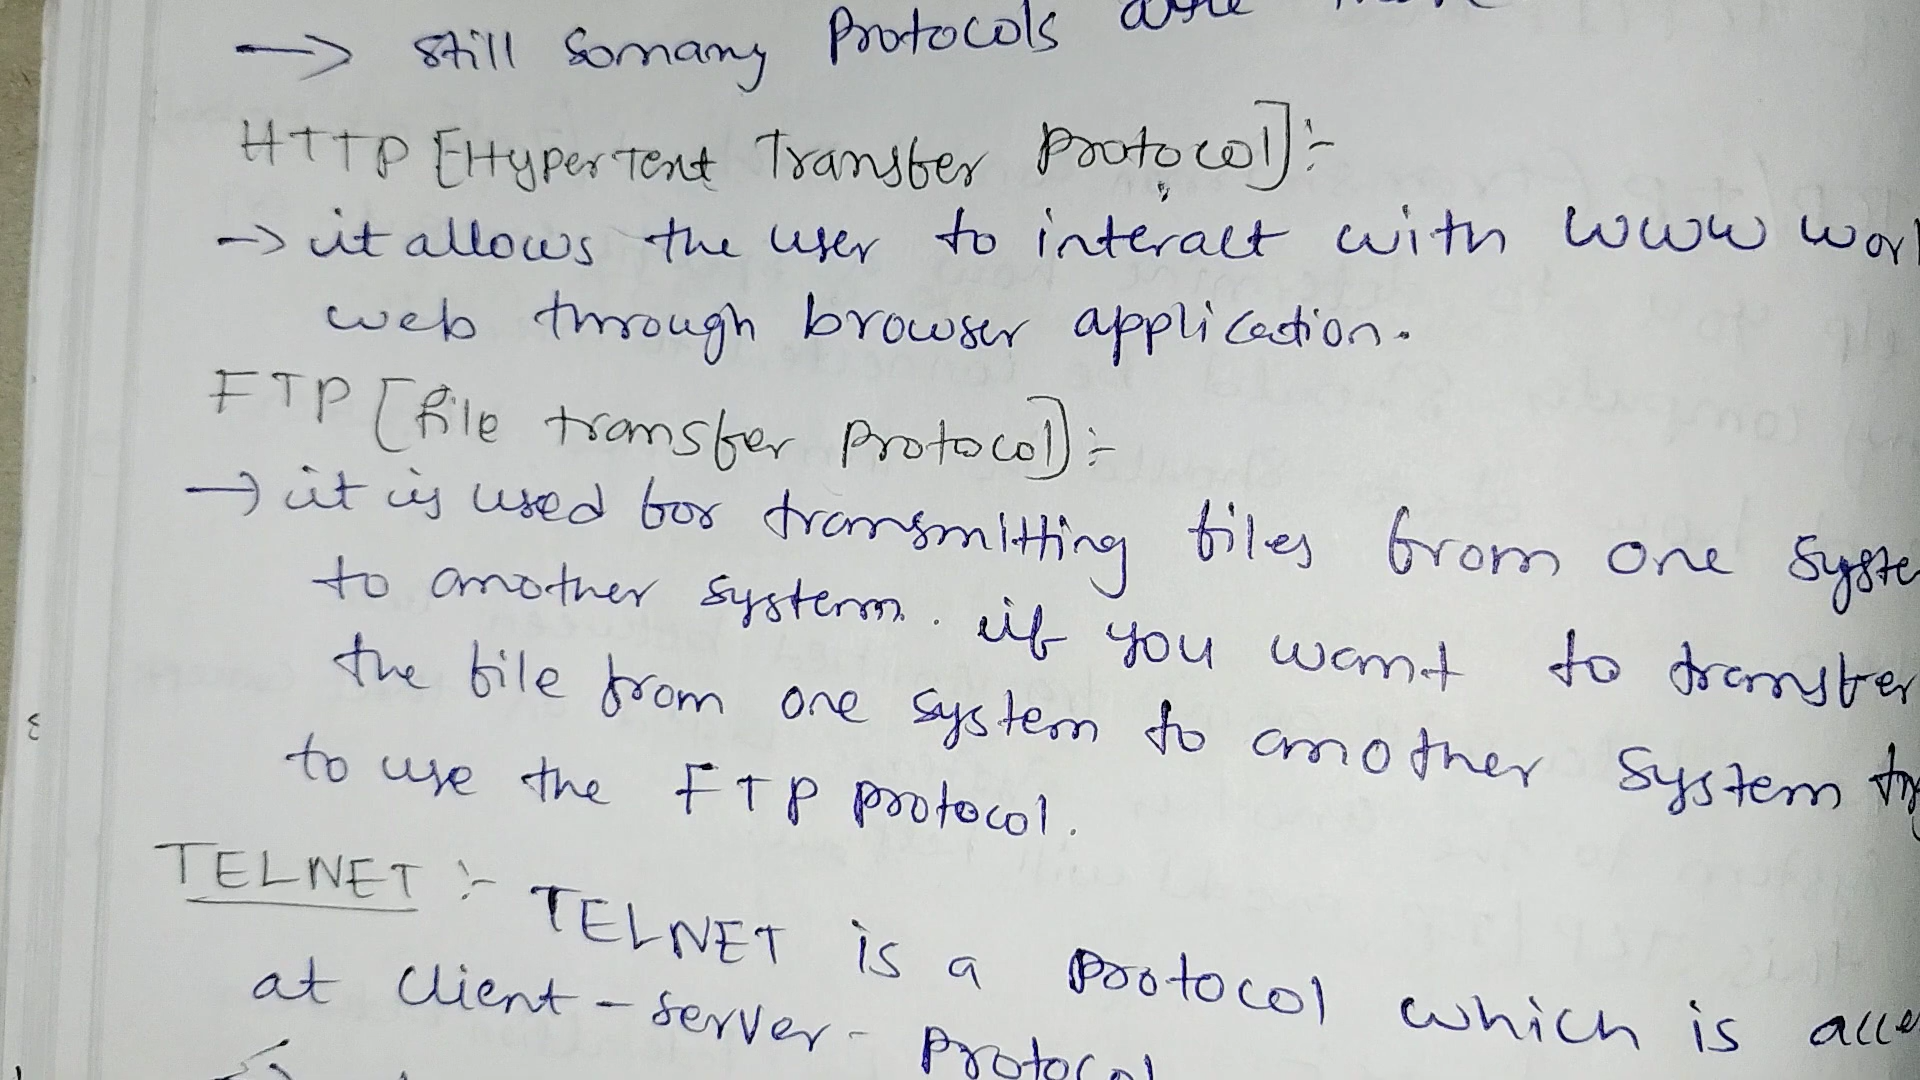 → still somany Protocols are
HTTP [HyperText Transfer Protocol]:-
→ it allows the user to interact with WWW
web through browser application.
FTP [file transfer Protocol]:-
→ it is used for transmitting files from one
to another system. if you want to transfer
the file from one system to another system
to use the FTP protocol.
TELNET :- TELNET is a Protocol which is
at Client-Server-Protocol